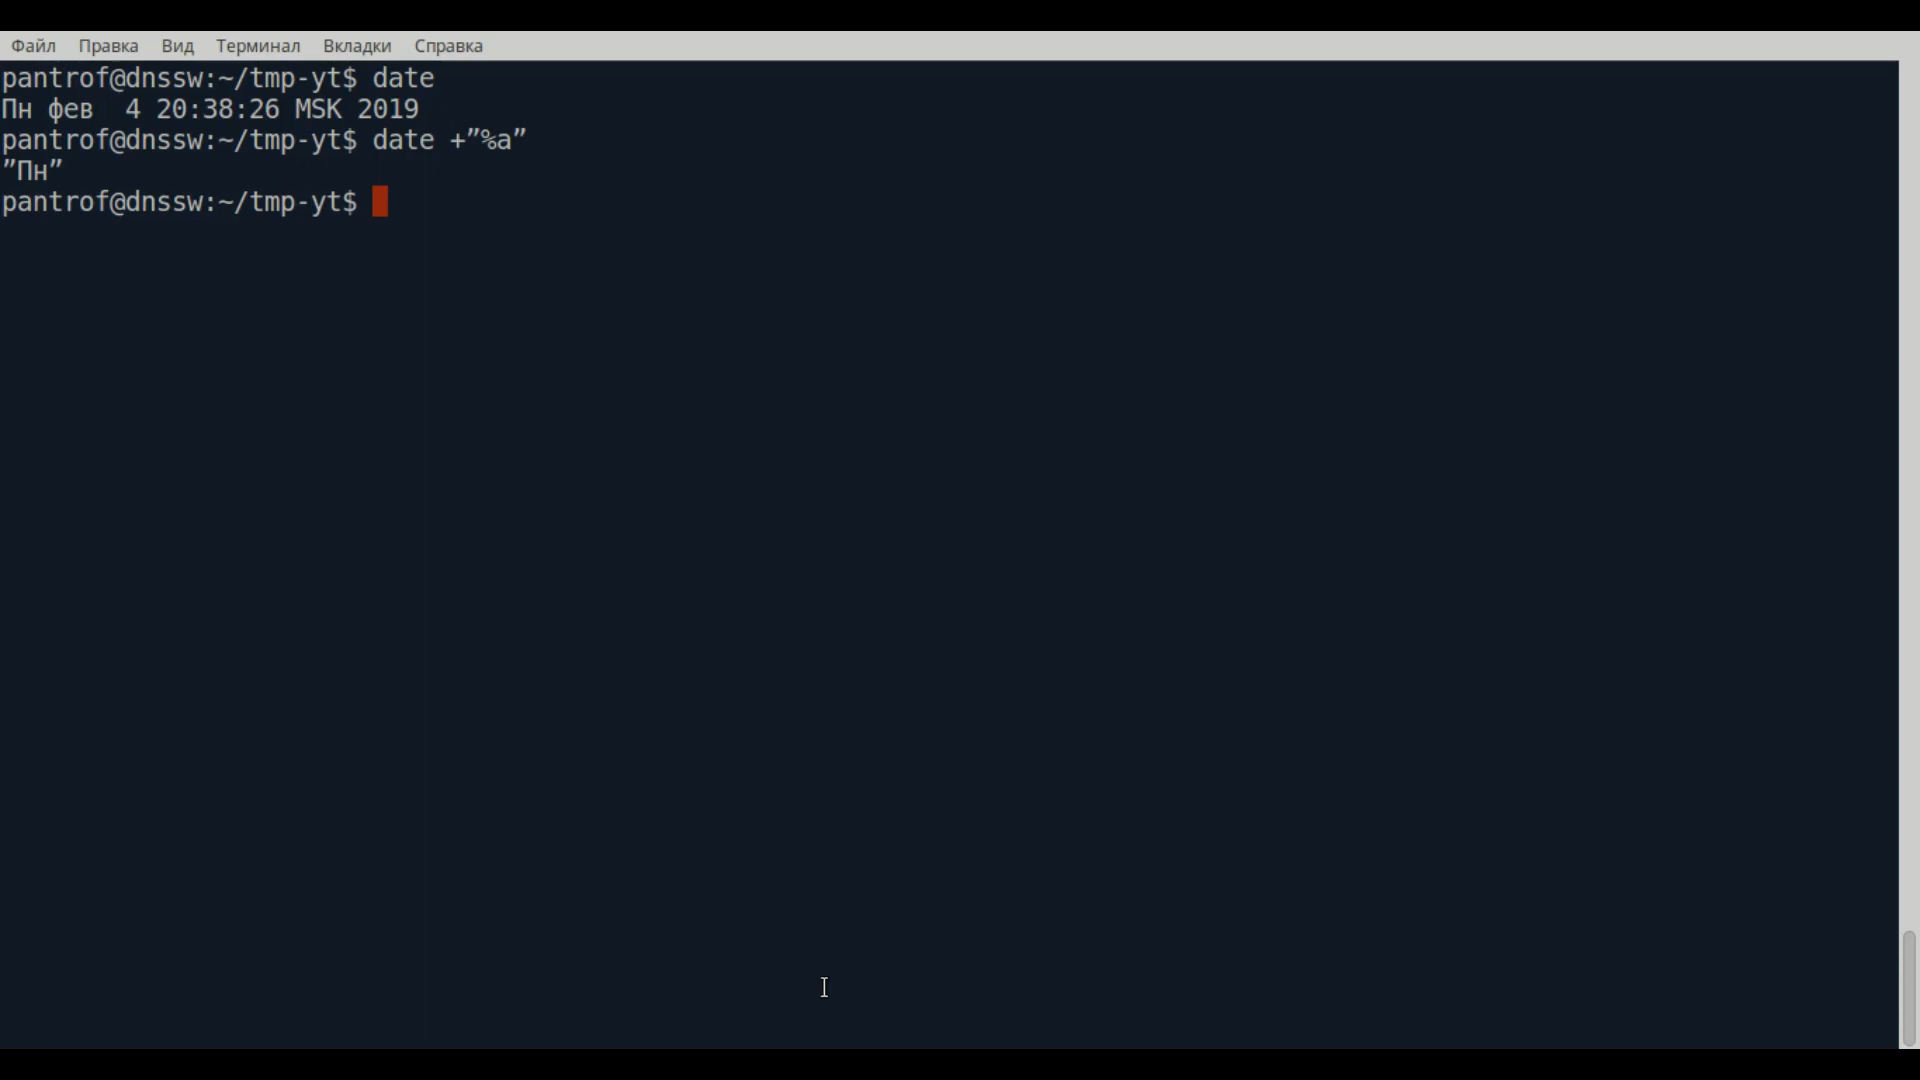 Файл Правка Вид Терминал Вкладки Справка
pantrof@dnssw:~/tmp-yt$ date
Пн фев  4 20:38:26 MSK 2019
pantrof@dnssw:~/tmp-yt$ date +”%a”
”Пн”
pantrof@dnssw:~/tmp-yt$